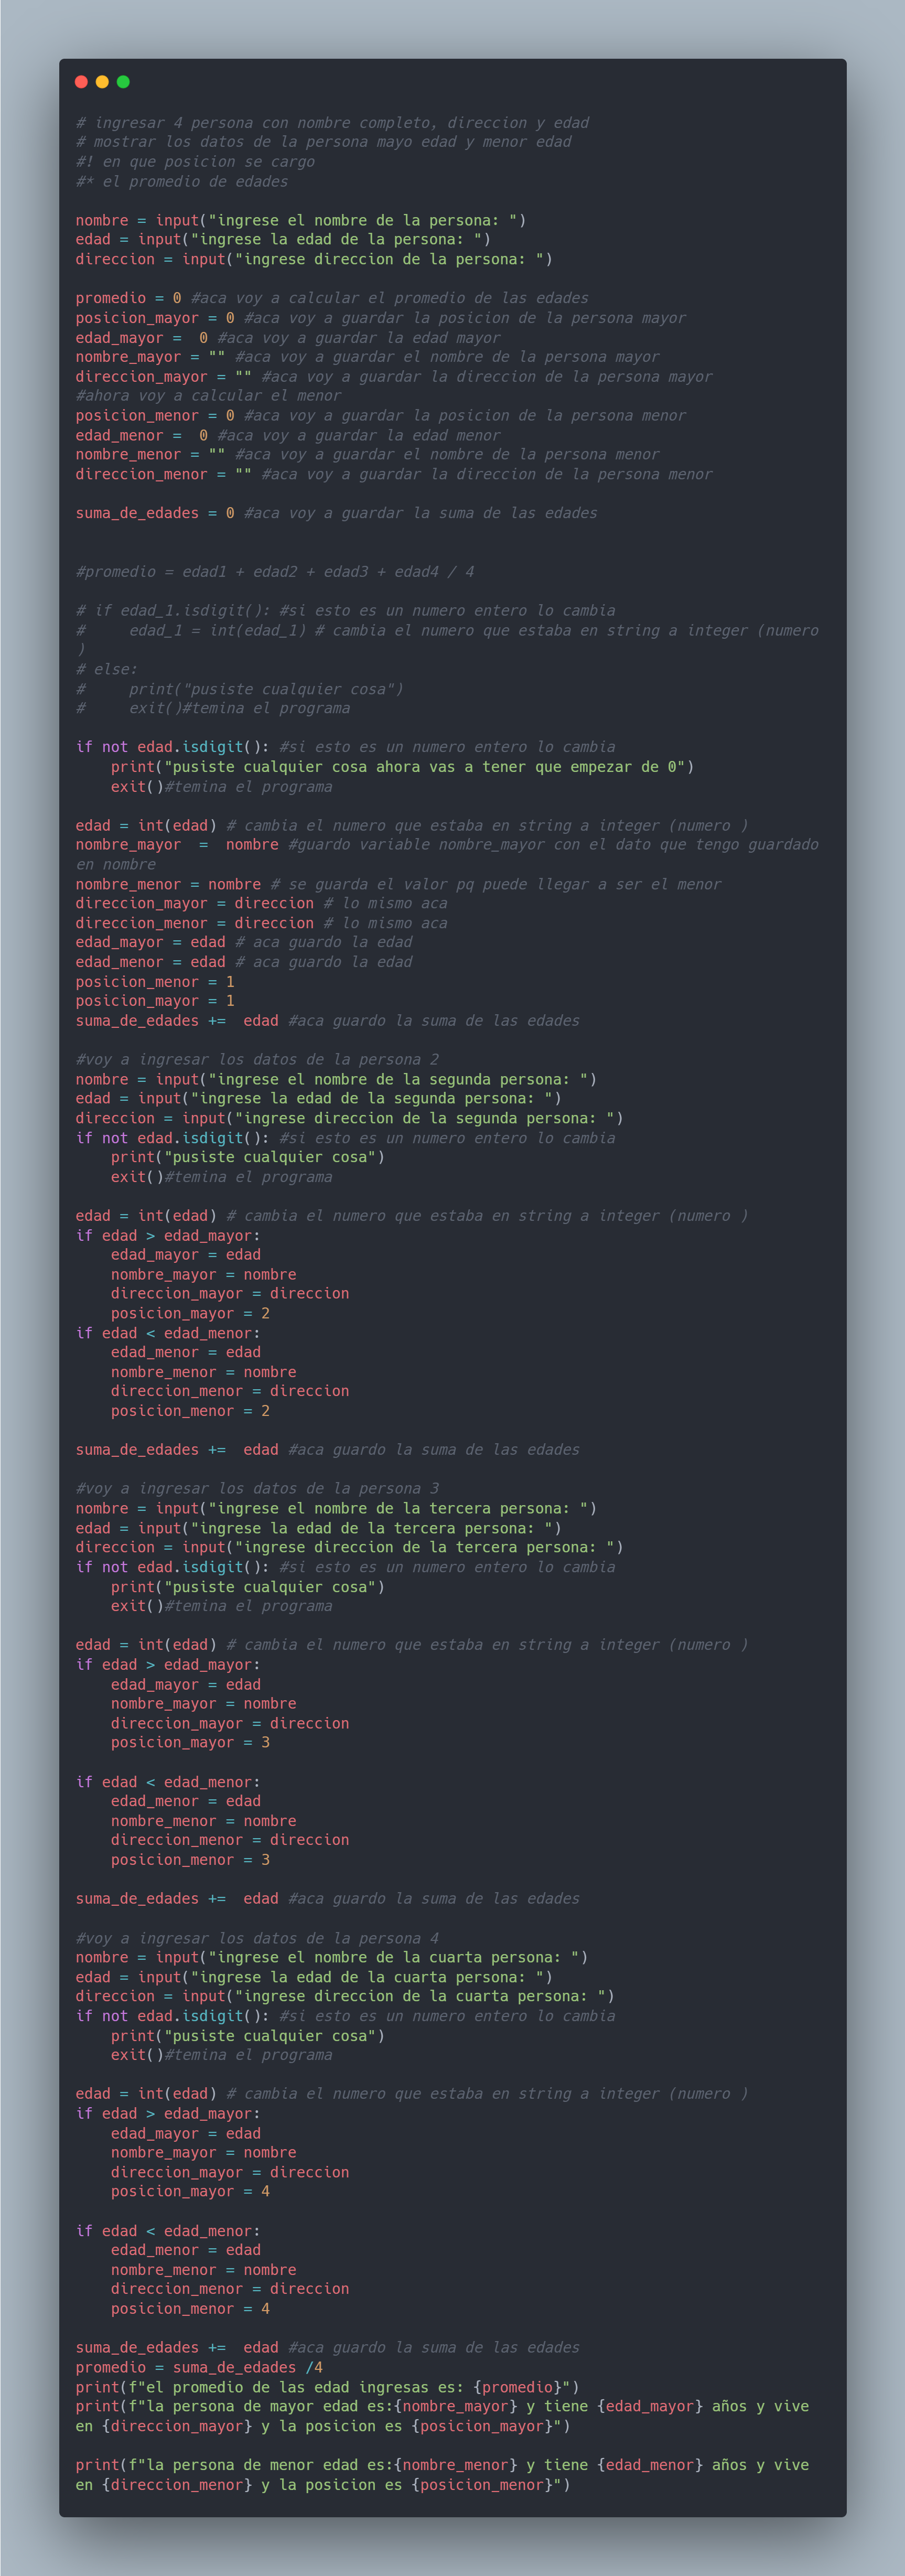 # ingresar 4 persona con nombre completo, direccion y edad
# mostrar los datos de la persona mayo edad y menor edad
#! en que posicion se cargo
#* el promedio de edades

nombre = input("ingrese el nombre de la persona: ")
edad = input("ingrese la edad de la persona: ")
direccion = input("ingrese direccion de la persona: ")

promedio = 0 #aca voy a calcular el promedio de las edades
posicion_mayor = 0 #aca voy a guardar la posicion de la persona mayor
edad_mayor =  0 #aca voy a guardar la edad mayor
nombre_mayor = "" #aca voy a guardar el nombre de la persona mayor
direccion_mayor = "" #aca voy a guardar la direccion de la persona mayor
#ahora voy a calcular el menor
posicion_menor = 0 #aca voy a guardar la posicion de la persona menor
edad_menor =  0 #aca voy a guardar la edad menor
nombre_menor = "" #aca voy a guardar el nombre de la persona menor
direccion_menor = "" #aca voy a guardar la direccion de la persona menor

suma_de_edades = 0 #aca voy a guardar la suma de las edades


#promedio = edad1 + edad2 + edad3 + edad4 / 4

# if edad_1.isdigit(): #si esto es un numero entero lo cambia
#     edad_1 = int(edad_1) # cambia el numero que estaba en string a integer (numero
)
# else:
#     print("pusiste cualquier cosa")
#     exit()#temina el programa

if not edad.isdigit(): #si esto es un numero entero lo cambia
    print("pusiste cualquier cosa ahora vas a tener que empezar de 0")
    exit()#temina el programa

edad = int(edad) # cambia el numero que estaba en string a integer (numero )
nombre_mayor  =  nombre #guardo variable nombre_mayor con el dato que tengo guardado
en nombre
nombre_menor = nombre # se guarda el valor pq puede llegar a ser el menor
direccion_mayor = direccion # lo mismo aca
direccion_menor = direccion # lo mismo aca
edad_mayor = edad # aca guardo la edad
edad_menor = edad # aca guardo la edad
posicion_menor = 1
posicion_mayor = 1
suma_de_edades +=  edad #aca guardo la suma de las edades

#voy a ingresar los datos de la persona 2
nombre = input("ingrese el nombre de la segunda persona: ")
edad = input("ingrese la edad de la segunda persona: ")
direccion = input("ingrese direccion de la segunda persona: ")
if not edad.isdigit(): #si esto es un numero entero lo cambia
    print("pusiste cualquier cosa")
    exit()#temina el programa

edad = int(edad) # cambia el numero que estaba en string a integer (numero )
if edad > edad_mayor:
    edad_mayor = edad
    nombre_mayor = nombre
    direccion_mayor = direccion
    posicion_mayor = 2
if edad < edad_menor:
    edad_menor = edad
    nombre_menor = nombre
    direccion_menor = direccion
    posicion_menor = 2

suma_de_edades +=  edad #aca guardo la suma de las edades

#voy a ingresar los datos de la persona 3
nombre = input("ingrese el nombre de la tercera persona: ")
edad = input("ingrese la edad de la tercera persona: ")
direccion = input("ingrese direccion de la tercera persona: ")
if not edad.isdigit(): #si esto es un numero entero lo cambia
    print("pusiste cualquier cosa")
    exit()#temina el programa

edad = int(edad) # cambia el numero que estaba en string a integer (numero )
if edad > edad_mayor:
    edad_mayor = edad
    nombre_mayor = nombre
    direccion_mayor = direccion
    posicion_mayor = 3

if edad < edad_menor:
    edad_menor = edad
    nombre_menor = nombre
    direccion_menor = direccion
    posicion_menor = 3

suma_de_edades +=  edad #aca guardo la suma de las edades

#voy a ingresar los datos de la persona 4
nombre = input("ingrese el nombre de la cuarta persona: ")
edad = input("ingrese la edad de la cuarta persona: ")
direccion = input("ingrese direccion de la cuarta persona: ")
if not edad.isdigit(): #si esto es un numero entero lo cambia
    print("pusiste cualquier cosa")
    exit()#temina el programa

edad = int(edad) # cambia el numero que estaba en string a integer (numero )
if edad > edad_mayor:
    edad_mayor = edad
    nombre_mayor = nombre
    direccion_mayor = direccion
    posicion_mayor = 4

if edad < edad_menor:
    edad_menor = edad
    nombre_menor = nombre
    direccion_menor = direccion
    posicion_menor = 4

suma_de_edades +=  edad #aca guardo la suma de las edades
promedio = suma_de_edades /4
print(f"el promedio de las edad ingresas es: {promedio}")
print(f"la persona de mayor edad es:{nombre_mayor} y tiene {edad_mayor} años y vive
en {direccion_mayor} y la posicion es {posicion_mayor}")

print(f"la persona de menor edad es:{nombre_menor} y tiene {edad_menor} años y vive
en {direccion_menor} y la posicion es {posicion_menor}")